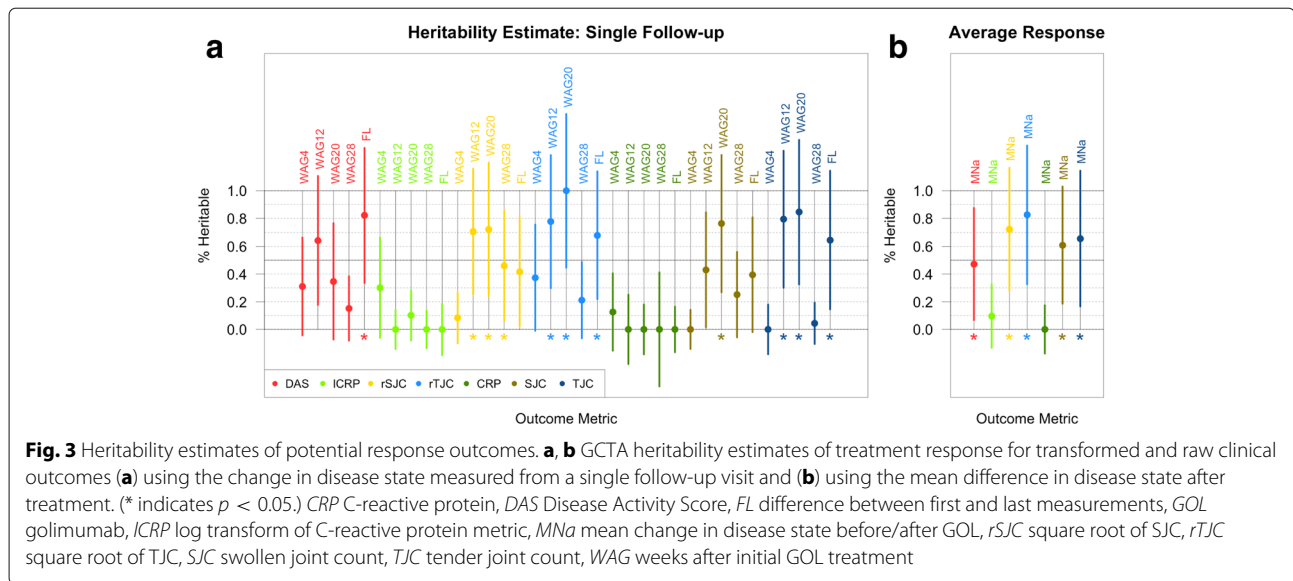 a
Heritability Estimate: Single Follow-up
b
Average Response
WAG4 WAG12 WAG20 WAG28 FL WAG4 WAG12 WAG20 WAG28 FL WAG4 WAG12 WAG20 WAG28 FL WAG4 WAG12 WAG20 WAG28 FL WAG4 WAG12 WAG20 WAG28 FL WAG4 WAG12 WAG20 WAG28 FL WAG4 WAG12 WAG20 WAG28 FL
MNa MNa MNa MNa MNa MNa MNa
% Heritable
1.0
0.8
0.6
0.4
0.2
0.0
* * * * * * * * * * *
DAS lCRP rSJC rTJC CRP SJC TJC
Outcome Metric
% Heritable
1.0
0.8
0.6
0.4
0.2
0.0
* * * * *
Outcome Metric
Fig. 3 Heritability estimates of potential response outcomes. a, b GCTA heritability estimates of treatment response for transformed and raw clinical
outcomes (a) using the change in disease state measured from a single follow-up visit and (b) using the mean difference in disease state after
treatment. (* indicates p < 0.05.) CRP C-reactive protein, DAS Disease Activity Score, FL difference between first and last measurements, GOL
golimumab, lCRP log transform of C-reactive protein metric, MNa mean change in disease state before/after GOL, rSJC square root of SJC, rTJC
square root of TJC, SJC swollen joint count, TJC tender joint count, WAG weeks after initial GOL treatment